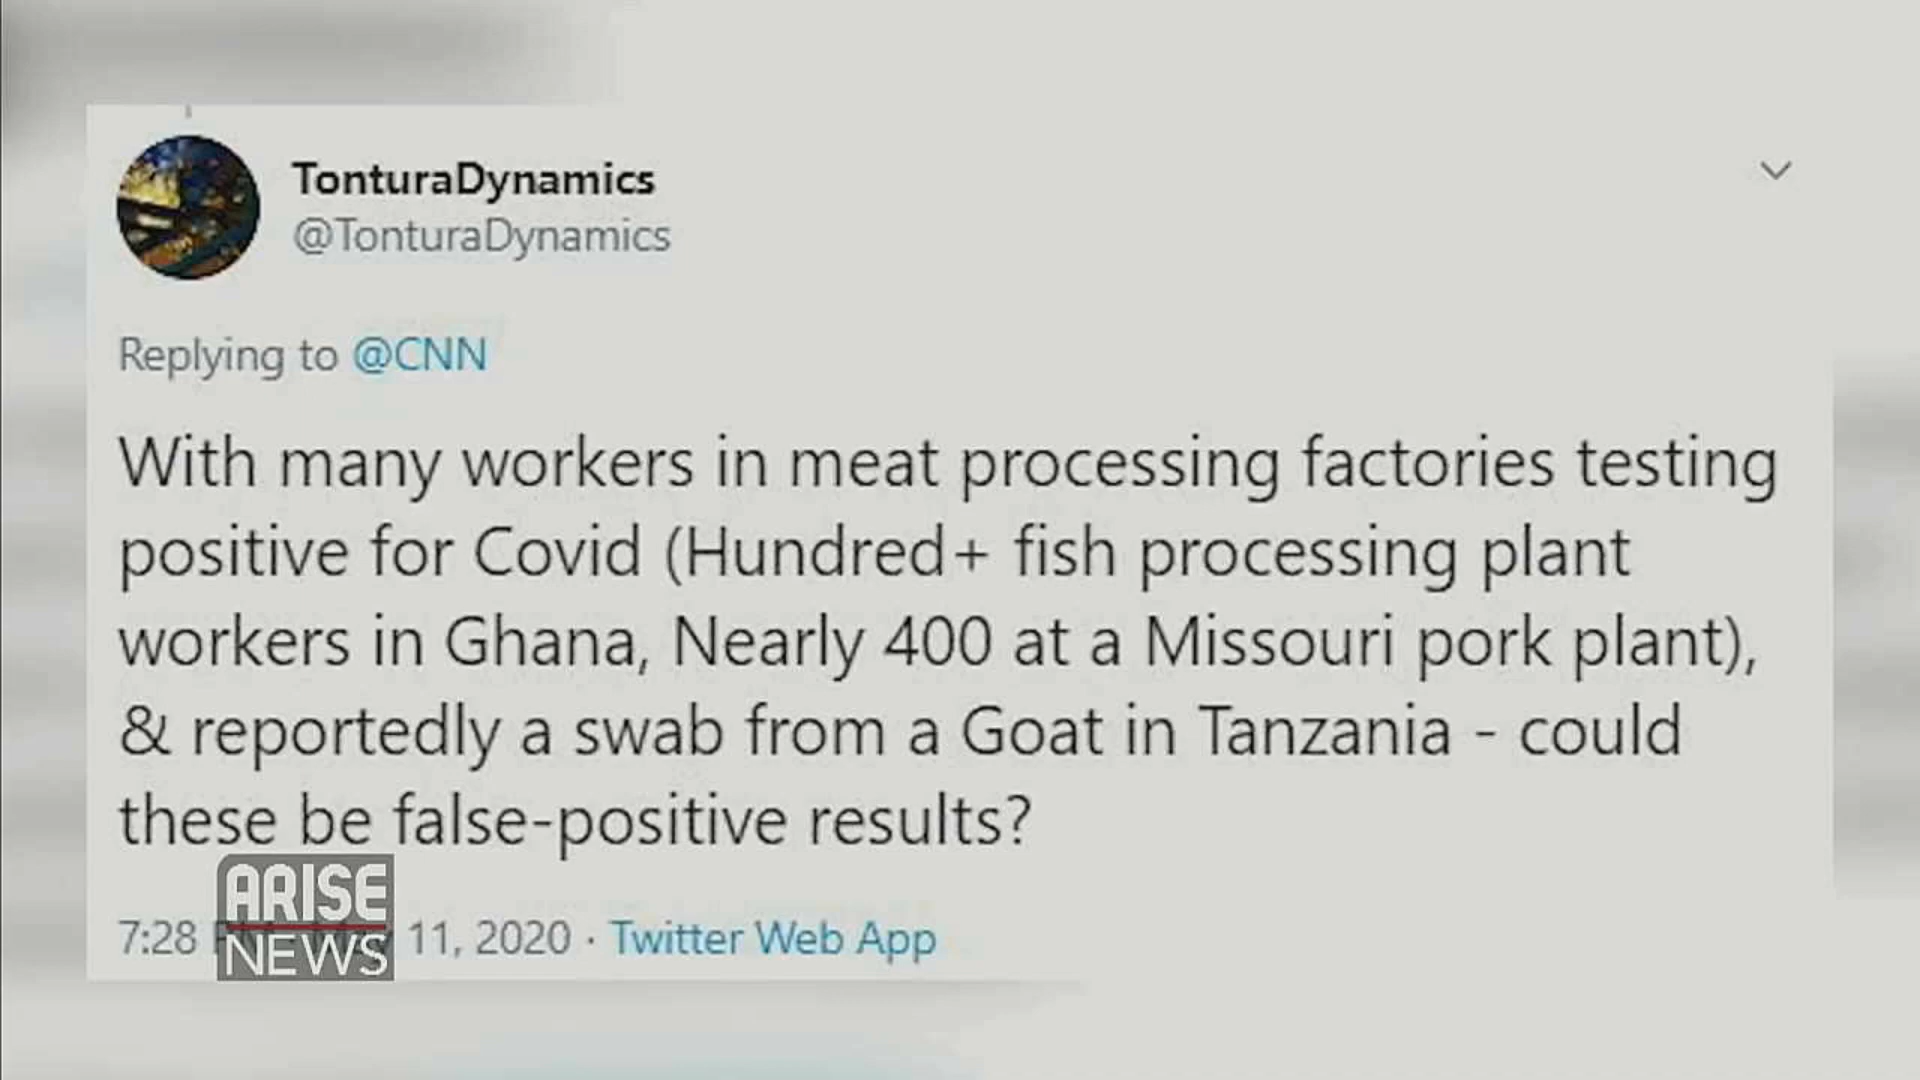 TonturaDynamics
@TonturaDynamics
Replying to @CNN
With many workers in meat processing factories testing
positive for Covid (Hundred+ fish processing plant
workers in Ghana, Nearly 400 at a Missouri pork plant),
& reportedly a swab from a Goat in Tanzania - could
these be false-positive results?
7:28 11, 2020 · Twitter Web App
ARISE
NEWS